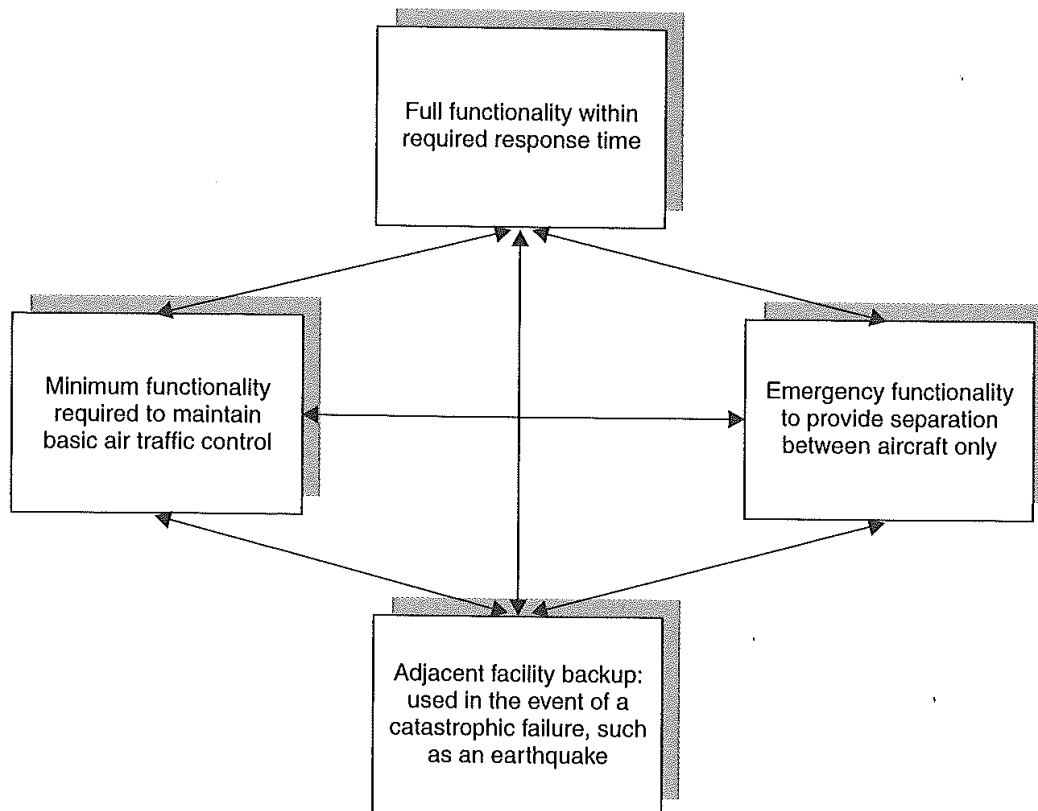 Full functionality within
required response time
Minimum functionality
required to maintain
basic air traffic control
Emergency functionality
to provide separation
between aircraft only
Adjacent facility backup:
used in the event of a
catastrophic failure, such
as an earthquake